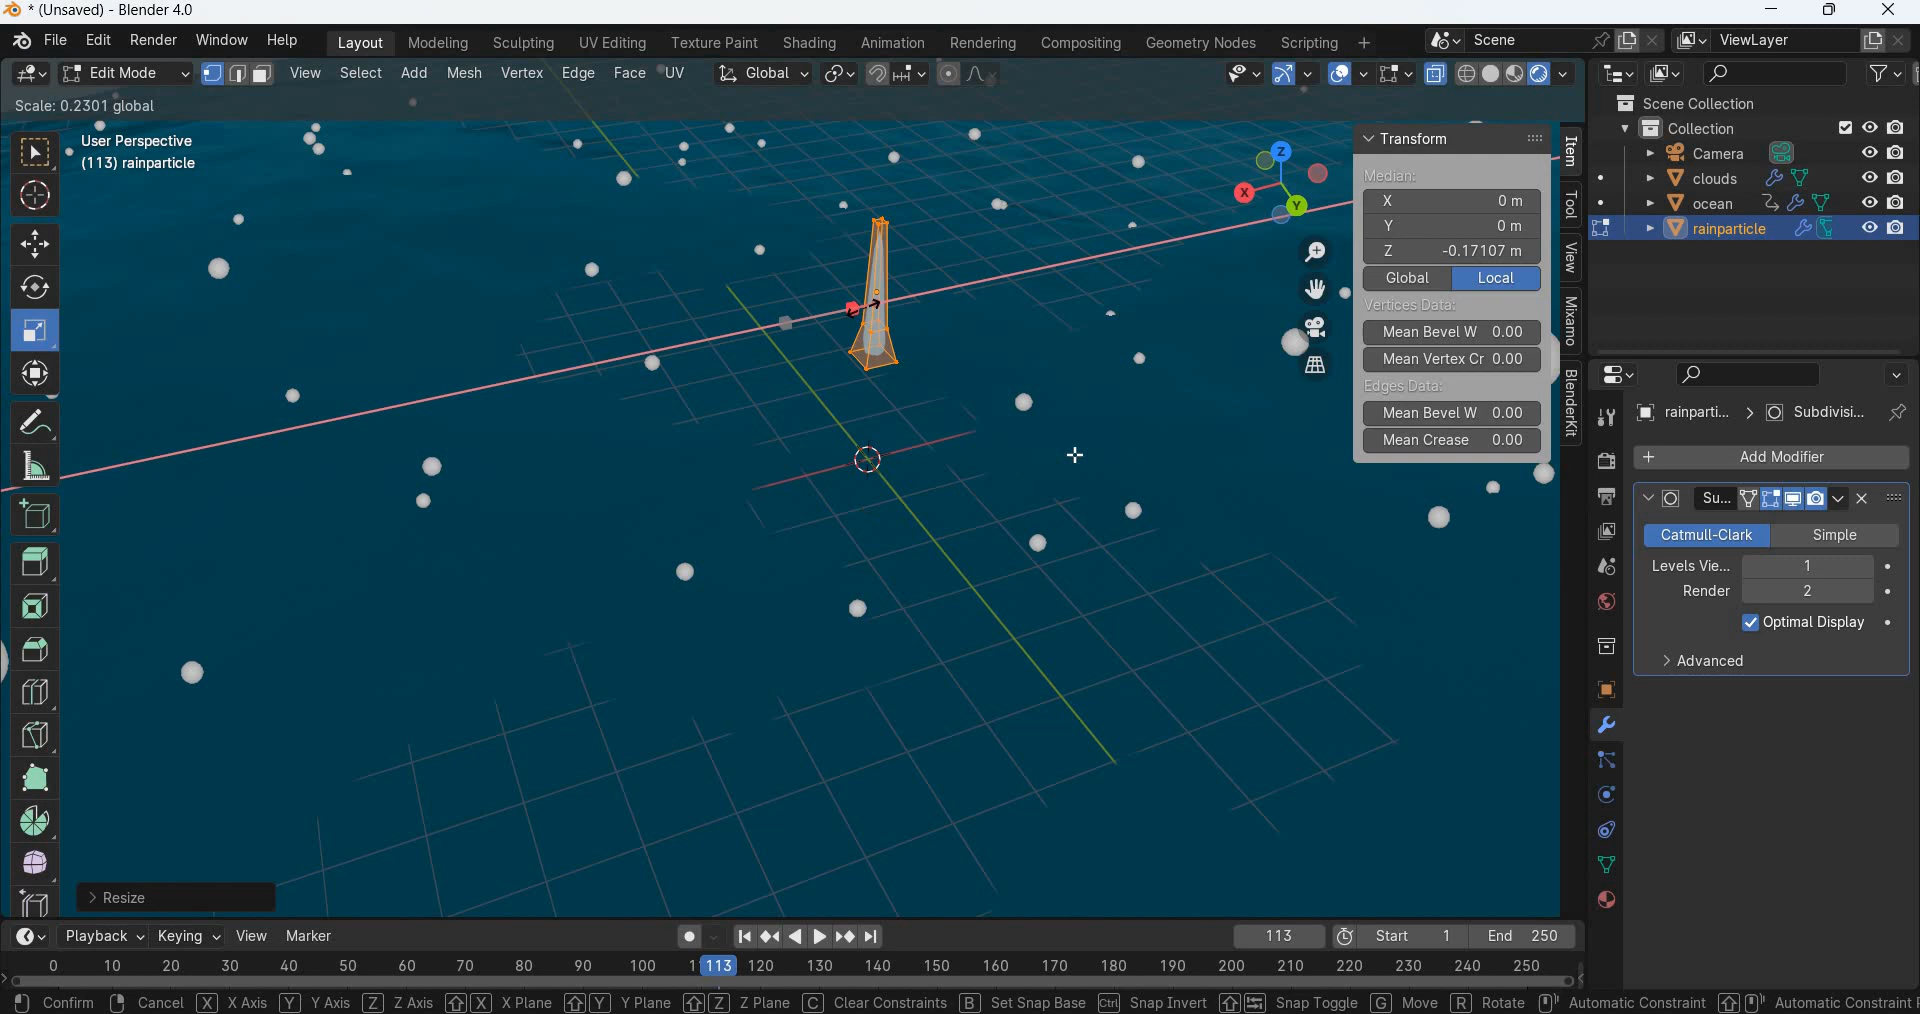 * (Unsaved) - Blender 4.0
File Edit Render Window Help
Layout Modeling Sculpting UV Editing Texture Paint Shading Animation Rendering Compositing Geometry Nodes Scripting +
Scene
ViewLayer
Edit Mode
View Select Add Mesh Vertex Edge Face UV
Global
Scale: 0.2301 global
User Perspective
(113) rainparticle
Z
X
Y
Transform
Median:
X 0 m
Y 0 m
Z -0.17107 m
Global Local
Vertices Data:
Mean Bevel W 0.00
Mean Vertex Cr 0.00
Edges Data:
Mean Bevel W 0.00
Mean Crease 0.00
Item
Tool
View
Mixamo
BlenderKit
Scene Collection
Collection
Camera
clouds
ocean
rainparticle
rainparti... > Subdivisi...
+ Add Modifier
Su...
Catmull-Clark Simple
Levels Vie... 1
Render 2
Optimal Display
> Advanced
> Resize
Playback Keying View Marker
113
Start 1 End 250
0 10 20 30 40 50 60 70 80 90 100 1 113 120 130 140 150 160 170 180 190 200 210 220 230 240 250
Confirm Cancel X X Axis Y Y Axis Z Z Axis X X Plane Y Y Plane Z Z Plane C Clear Constraints B Set Snap Base Ctrl Snap Invert Snap Toggle G Move R Rotate Automatic Constraint Automatic Constraint P